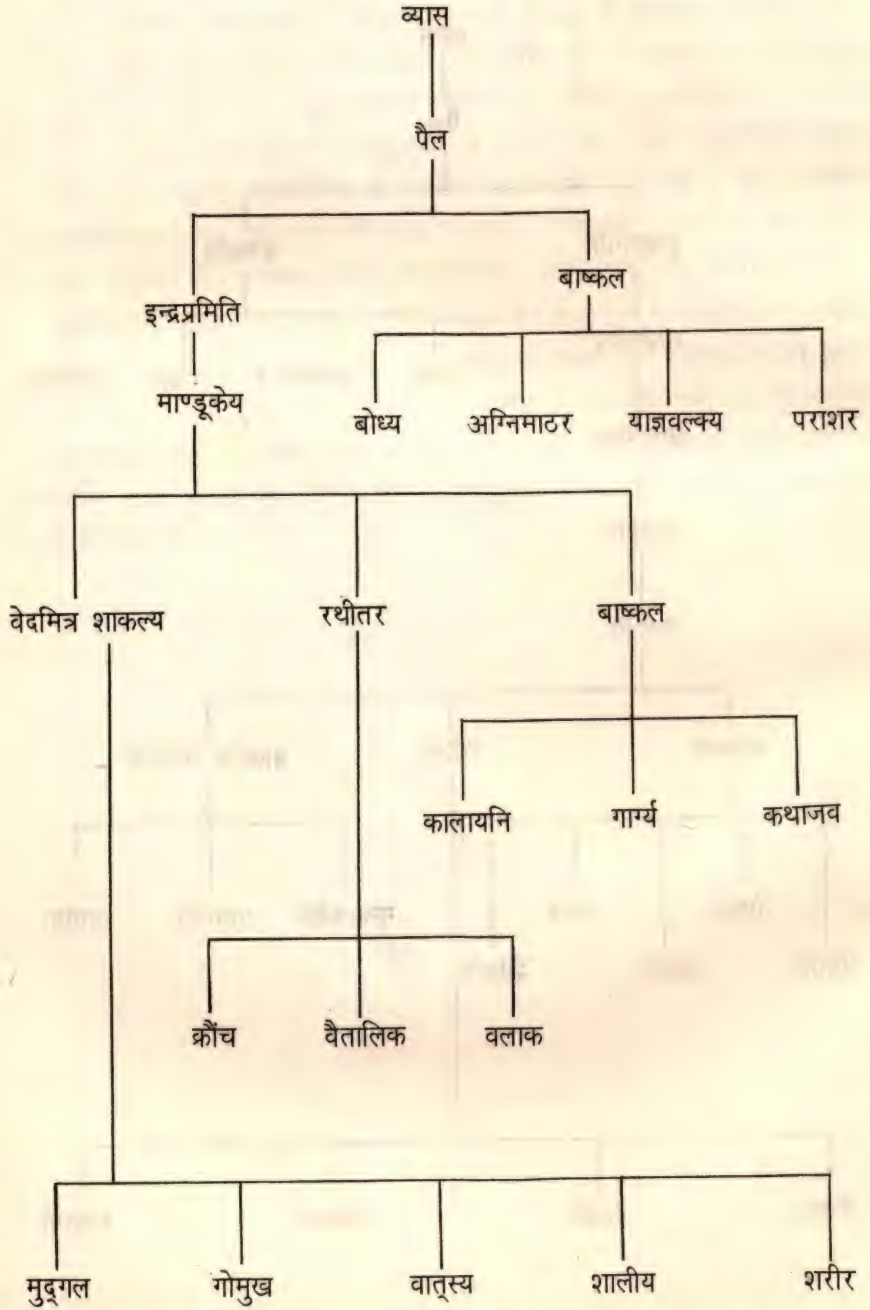 व्यास
पैल
इन्द्रप्रमिति
बाष्कल
माण्डूकेय
बोध्य अग्निमाठर याज्ञवल्क्य पराशर
वेदमित्र शाकल्य रथीतर बाष्कल
कालायनि गार्ग्य कथाजव
क्रौंच वैतालिक वलाक
मुद्‌गल गोमुख वात्‌स्य शालीय शरीर